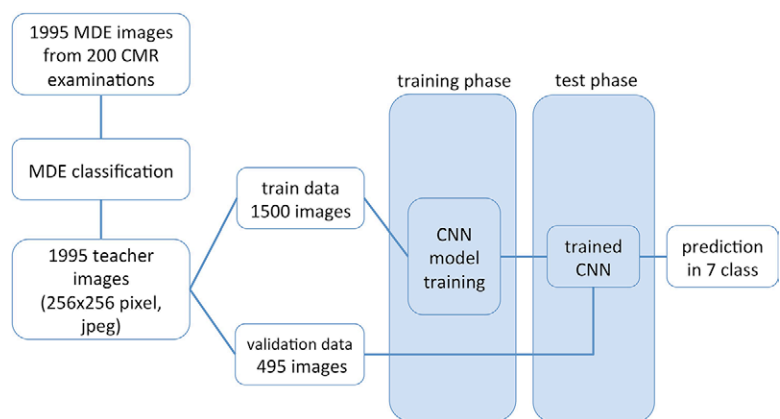 1995 MDE images
from 200 CMR
examinations
MDE classification
1995 teacher
images
(256x256 pixel,
jpeg)
train data
1500 images
validation data
495 images
training phase
CNN
model
training
test phase
trained
CNN
prediction
in 7 class